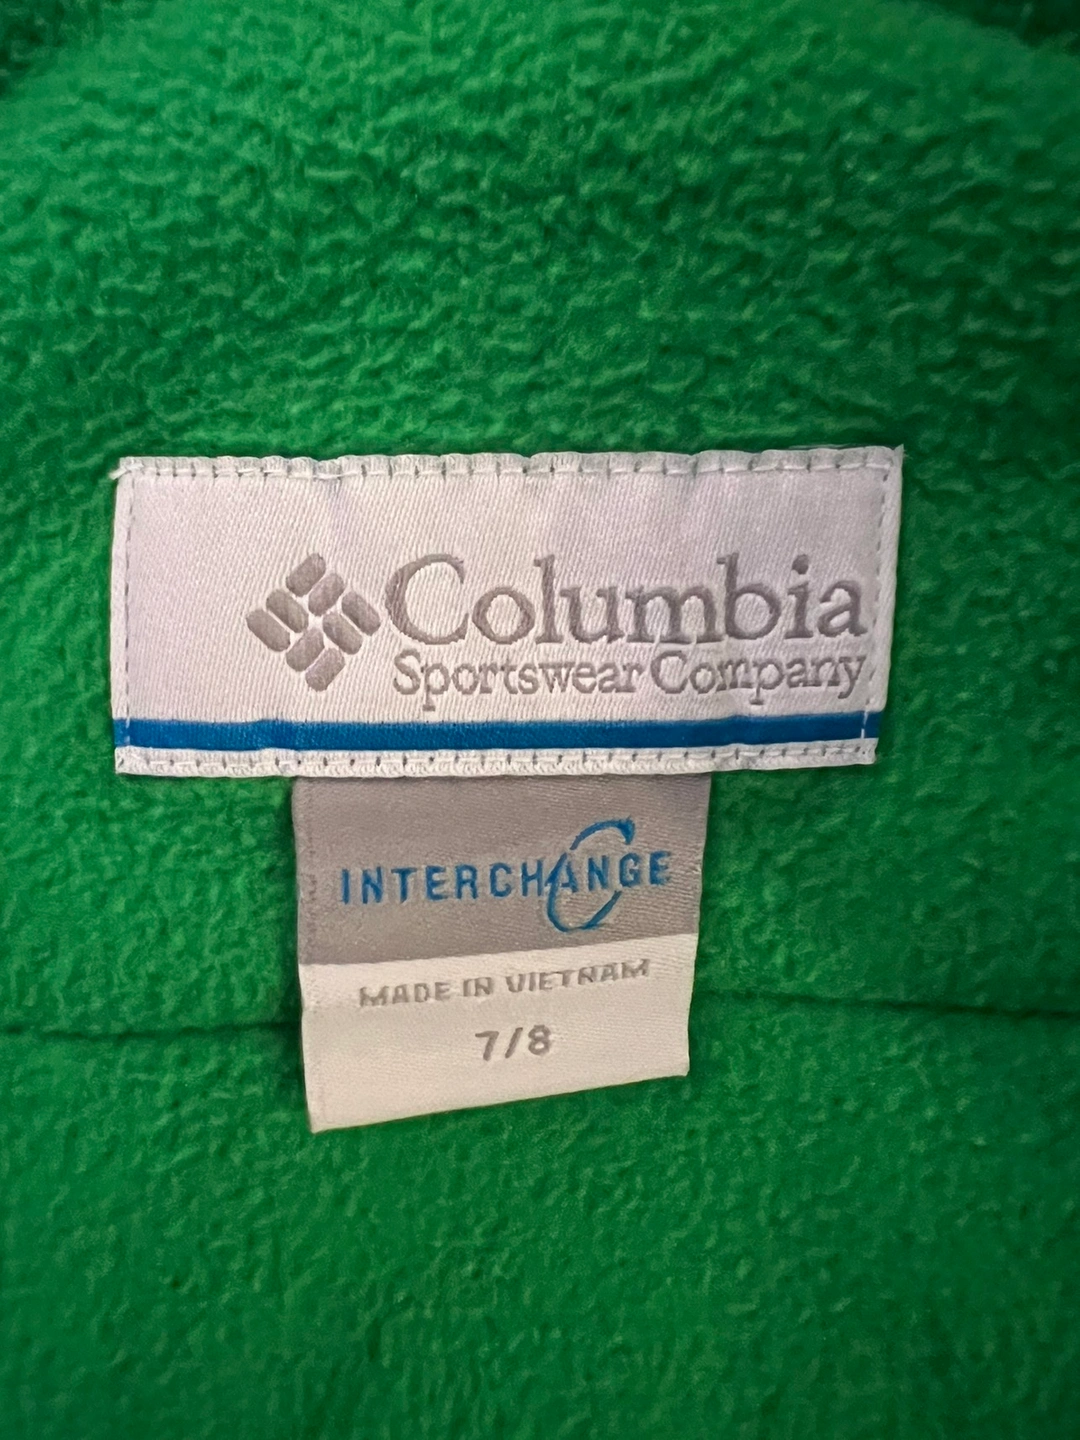 Columbia
Sportswear Company
INTERCHANGE
MADE IN VIETNAM
7/8